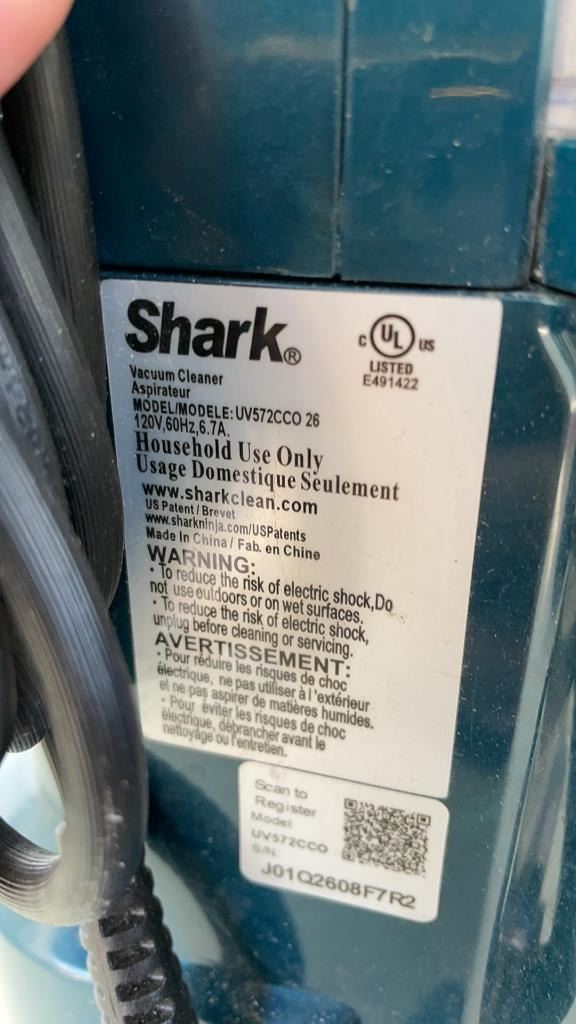 Shark®
c UL US
LISTED
E491422
Vacuum Cleaner
Aspirateur
MODEL/MODELE: UV572CCO 26
120V,60Hz,6.7A.
Household Use Only
Usage Domestique Seulement
www.sharkclean.com
US Patent / Brevet
www.sharkninja.com/USPatents
Made in China / Fab. en Chine
WARNING:
• To reduce the risk of electric shock,Do
not use outdoors or on wet surfaces.
• To reduce the risk of electric shock,
unplug before cleaning or servicing.
AVERTISSEMENT:
• Pour réduire les risques de choc
électrique, ne pas utiliser à l'extérieur
et ne pas aspirer de matières humides.
• Pour éviter les risques de choc
électrique, débrancher avant le
nettoyage ou l'entretien.
Scan to
Register
Model
UV572CCO
S/N
J01Q2608F7R2